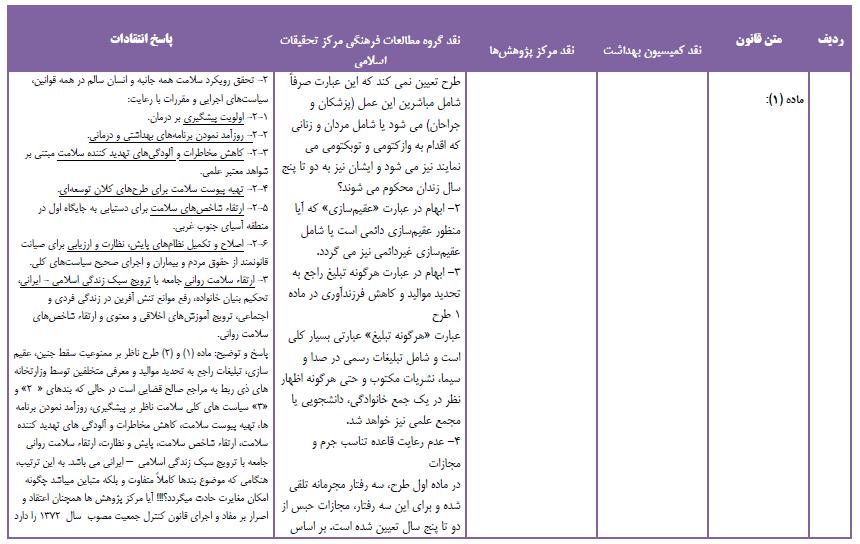 ردیف
متن قانون
نقد کمیسیون بهداشت
نقد مرکز پژوهش‌ها
نقد گروه مطالعات فرهنگی مرکز تحقیقات
اسلامی
پاسخ انتقادات
ماده (۱):
طرح تعیین نمی کند که این عبارت صرفاً
شامل مباشرین این عمل (پزشکان و
جراحان) می شود یا شامل مردان و زنانی
که اقدام به وازکتومی و توبکتومی می
نمایند نیز می شود و ایشان نیز به دو تا پنج
سال زندان محکوم می شوند؟
۲- ابهام در عبارت «عقیم‌سازی» که آیا
منظور عقیم‌سازی دائمی است یا شامل
عقیم‌سازی غیردائمی نیز می گردد.
۳- ابهام در عبارت هرگونه تبلیغ راجع به
تحدید موالید و کاهش فرزندآوری در ماده
۱ طرح
عبارت «هرگونه تبلیغ» عبارتی بسیار کلی
است و شامل تبلیغات رسمی در صدا و
سیما، نشریات مکتوب و حتی هرگونه اظهار
نظر در یک جمع خانوادگی، دانشجویی یا
مجمع علمی نیز خواهد شد.
۴- عدم رعایت قاعده تناسب جرم و
مجازات
در ماده اول طرح، سه رفتار مجرمانه تلقی
شده و برای این سه رفتار، مجازات حبس از
دو تا پنج سال تعیین شده است. بر اساس
۲- تحقق رویکرد سلامت همه جانبه و انسان سالم در همه قوانین،
سیاست‌های اجرایی و مقررات با رعایت:
۲-۱- اولویت پیشگیری بر درمان.
۲-۲- روزآمد نمودن برنامه‌های بهداشتی و درمانی.
۲-۳- کاهش مخاطرات و آلودگی‌های تهدید کننده سلامت مبتنی بر
شواهد معتبر علمی.
۲-۴- تهیه پیوست سلامت برای طرح‌های کلان توسعه‌ای.
۲-۵- ارتقاء شاخص‌های سلامت برای دستیابی به جایگاه اول در
منطقه آسیای جنوب غربی.
۲-۶- اصلاح و تکمیل نظام‌های پایش، نظارت و ارزیابی برای صیانت
قانونمند از حقوق مردم و بیماران و اجرای صحیح سیاست‌های کلی.
۳- ارتقاء سلامت روانی جامعه با ترویج سبک زندگی اسلامی - ایرانی،
تحکیم بنیان خانواده، رفع موانع تنش آفرین در زندگی فردی و
اجتماعی، ترویج آموزش‌های اخلاقی و معنوی و ارتقاء شاخص‌های
سلامت روانی.
پاسخ و توضیح: ماده (۱) و (۲) طرح ناظر بر ممنوعیت سقط جنین، عقیم
سازی، تبلیغات راجع به تحدید موالید و معرفی متخلفین توسط وزارتخانه
های ذی ربط به مراجع صالح قضایی است در حالی که بندهای « ۲» و
«۳» سیاست های کلی سلامت ناظر بر پیشگیری، روزآمد نمودن برنامه
ها، تهیه پیوست سلامت، کاهش مخاطرات و آلودگی های تهدید کننده
سلامت، ارتقاء شاخص سلامت، پایش و نظارت، ارتقاء سلامت روانی
جامعه با ترویج سبک زندگی اسلامی – ایرانی می باشد. به این ترتیب،
هنگامی که موضوع بندها کاملاً متفاوت و بلکه متباین میباشد چگونه
امکان مغایرت حادث میگردد؟!!! آیا مرکز پژوهش ها همچنان اعتقاد و
اصرار بر مفاد و اجرای قانون کنترل جمعیت مصوب سال ۱۳۷۲ را دارد